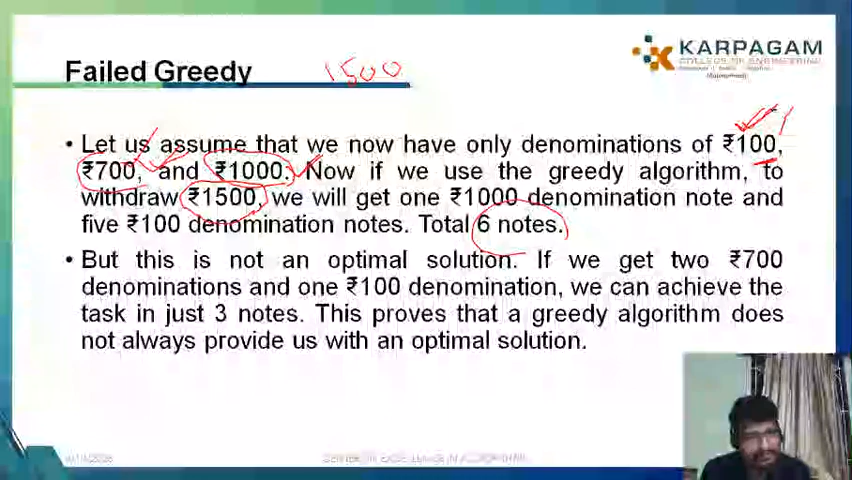 Failed Greedy
1500
KARPAGAM
COLLEGE OF ENGINEERING
• Let us assume that we now have only denominations of ₹100,
₹700, and ₹1000. Now if we use the greedy algorithm, to
withdraw ₹1500, we will get one ₹1000 denomination note and
five ₹100 denomination notes. Total 6 notes.
• But this is not an optimal solution. If we get two ₹700
denominations and one ₹100 denomination, we can achieve the
task in just 3 notes. This proves that a greedy algorithm does
not always provide us with an optimal solution.